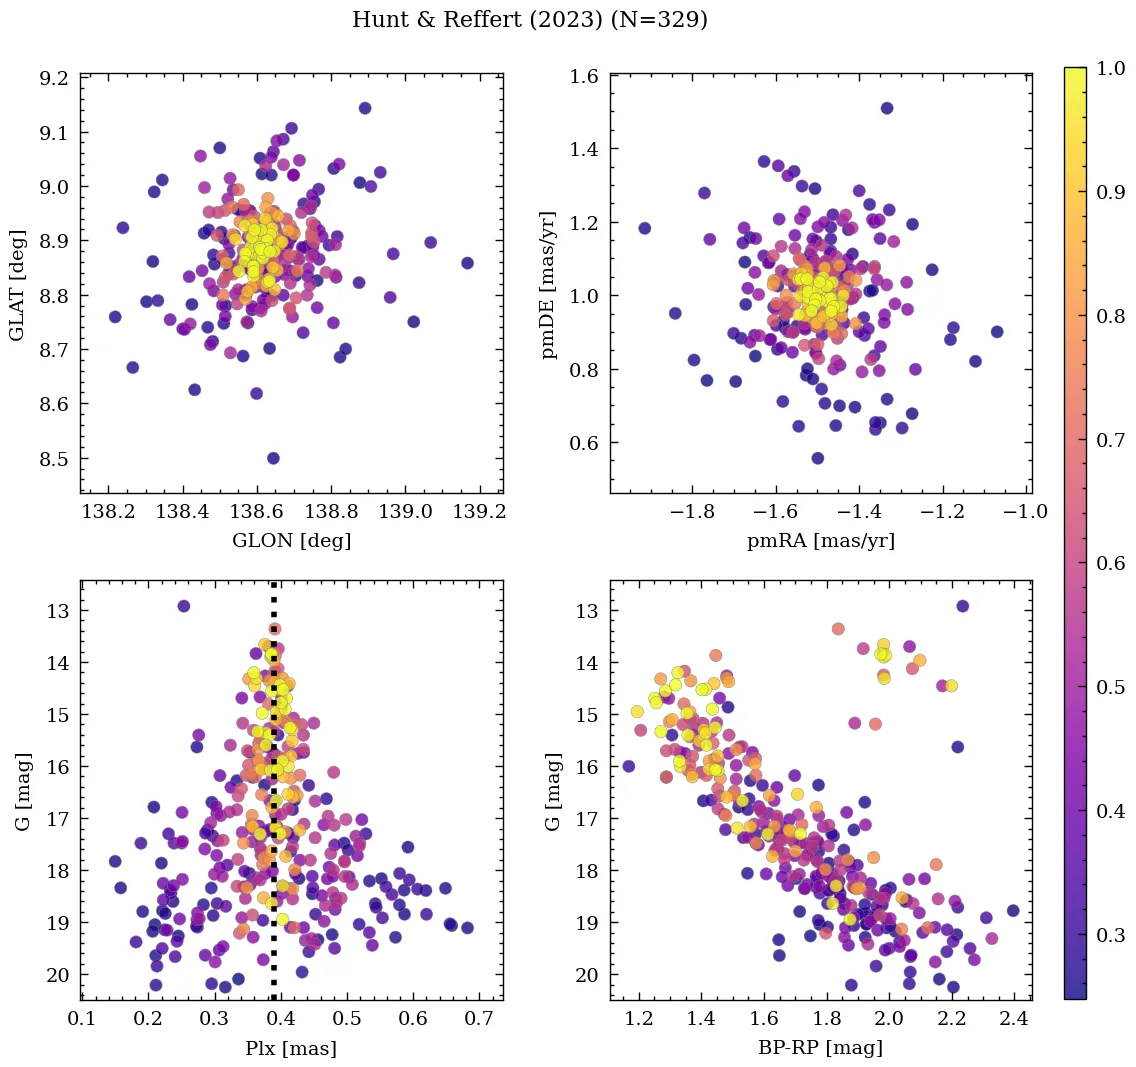 Hunt & Reffert (2023) (N=329)
9.2
9.1
9.0
8.9
8.8
8.7
8.6
8.5
GLAT [deg]
138.2 138.4 138.6 138.8 139.0 139.2
GLON [deg]
1.6
1.4
1.2
1.0
0.8
0.6
pmDE [mas/yr]
−1.8 −1.6 −1.4 −1.2 −1.0
pmRA [mas/yr]
13
14
15
16
17
18
19
20
G [mag]
0.1 0.2 0.3 0.4 0.5 0.6 0.7
Plx [mas]
13
14
15
16
17
18
19
20
G [mag]
1.2 1.4 1.6 1.8 2.0 2.2 2.4
BP-RP [mag]
1.0
0.9
0.8
0.7
0.6
0.5
0.4
0.3